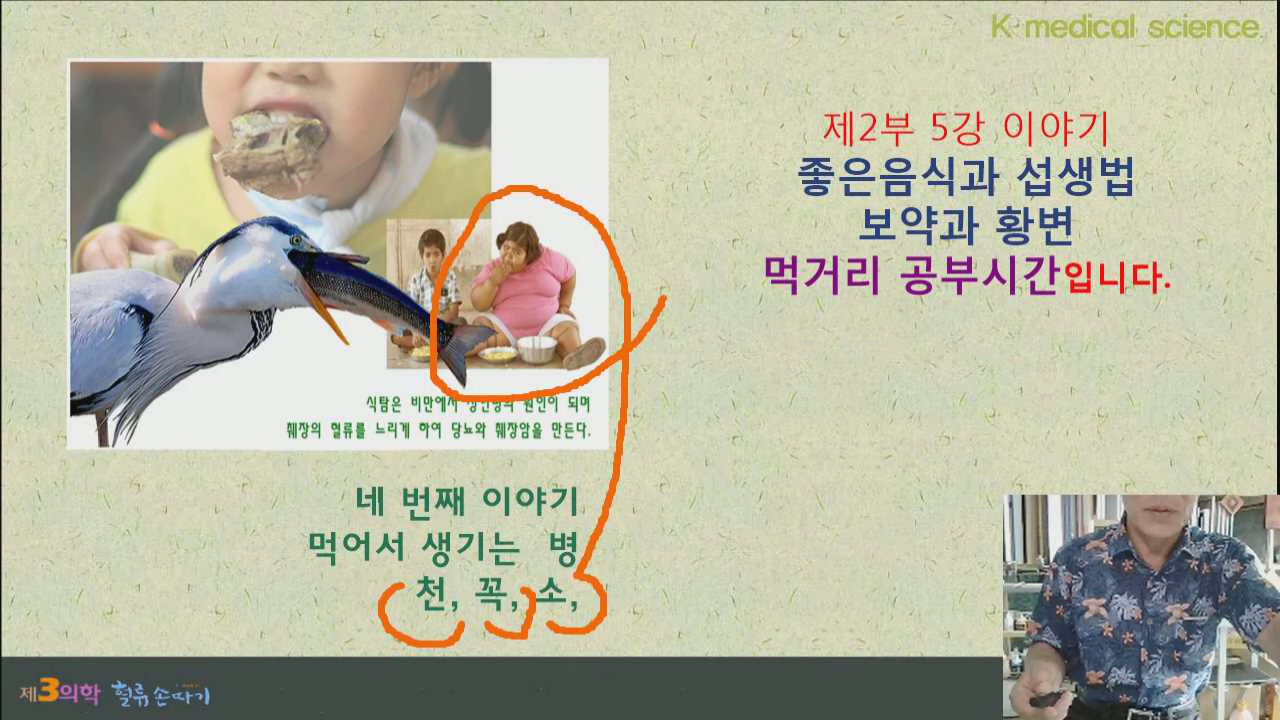 K medical science
제2부 5강 이야기
좋은음식과 섭생법
보약과 황변
먹거리 공부시간입니다.
식탐은 비만에서 성인병의 원인이 되며
췌장의 혈류를 느리게 하여 당뇨와 췌장암을 만든다.
네 번째 이야기
먹어서 생기는 병
천, 꼭, 소,
제3의학 혈류 손따기